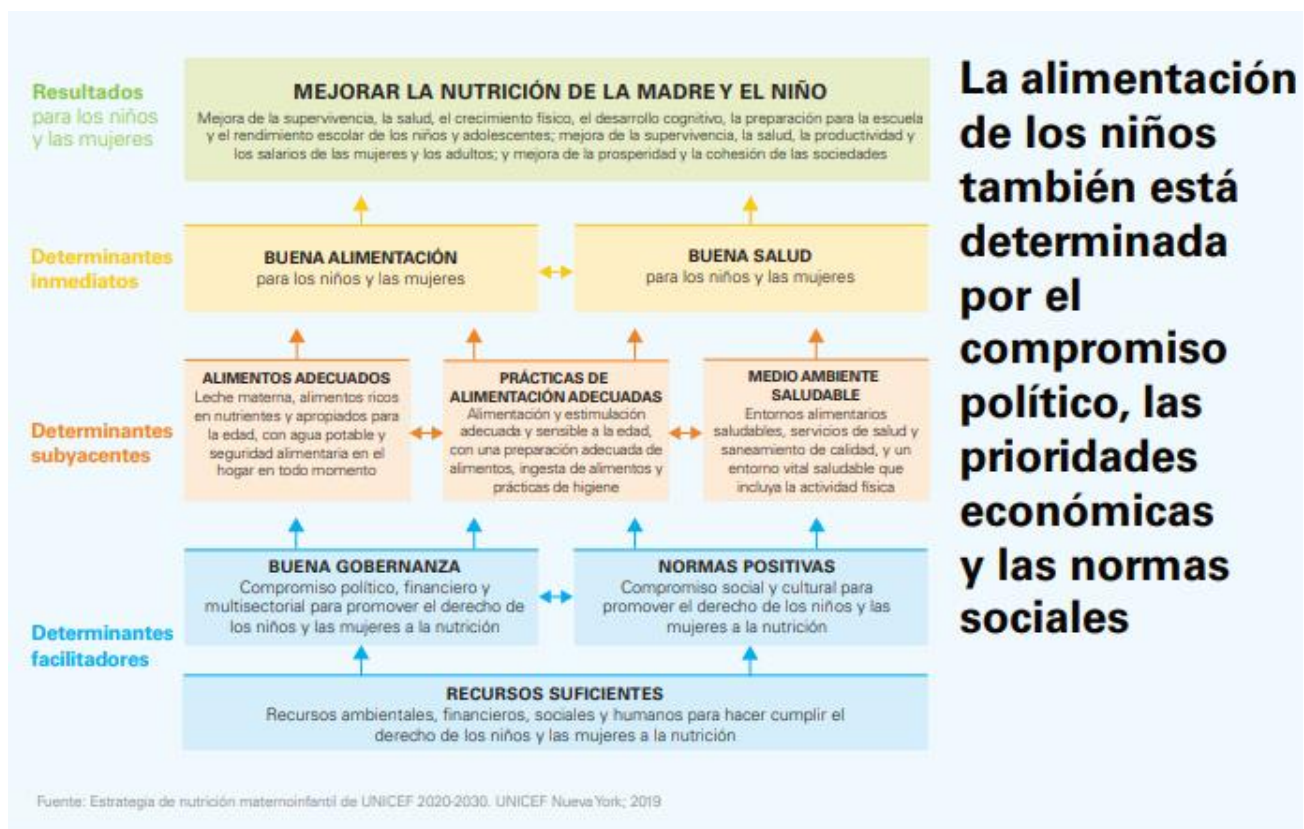 Resultados
para los niños
y las mujeres
MEJORAR LA NUTRICIÓN DE LA MADRE Y EL NIÑO
Mejora de la supervivencia, la salud, el crecimiento físico, el desarrollo cognitivo, la preparación para la escuela
y el rendimiento escolar de los niños y adolescentes; mejora de la supervivencia, la salud, la productividad y
los salarios de las mujeres y los adultos; y mejora de la prosperidad y la cohesión de las sociedades
Determinantes
inmediatos
BUENA ALIMENTACIÓN
para los niños y las mujeres
BUENA SALUD
para los niños y las mujeres
Determinantes
subyacentes
ALIMENTOS ADECUADOS
Leche materna, alimentos ricos
en nutrientes y apropiados para
la edad, con agua potable y
seguridad alimentaria en el
hogar en todo momento
PRÁCTICAS DE
ALIMENTACIÓN ADECUADAS
Alimentación y estimulación
adecuada y sensible a la edad,
con una preparación adecuada de
alimentos, ingesta de alimentos y
prácticas de higiene
MEDIO AMBIENTE
SALUDABLE
Entornos alimentarios
saludables, servicios de salud y
saneamiento de calidad, y un
entorno vital saludable que
incluya la actividad física
Determinantes
facilitadores
BUENA GOBERNANZA
Compromiso político, financiero y
multisectorial para promover el derecho de
los niños y las mujeres a la nutrición
NORMAS POSITIVAS
Compromiso social y cultural para
promover el derecho de los niños y las
mujeres a la nutrición
RECURSOS SUFICIENTES
Recursos ambientales, financieros, sociales y humanos para hacer cumplir el
derecho de los niños y las mujeres a la nutrición
La alimentación
de los niños
también está
determinada
por el
compromiso
político, las
prioridades
económicas
y las normas
sociales
Fuente: Estrategia de nutrición maternoinfantil de UNICEF 2020-2030. UNICEF Nueva York; 2019